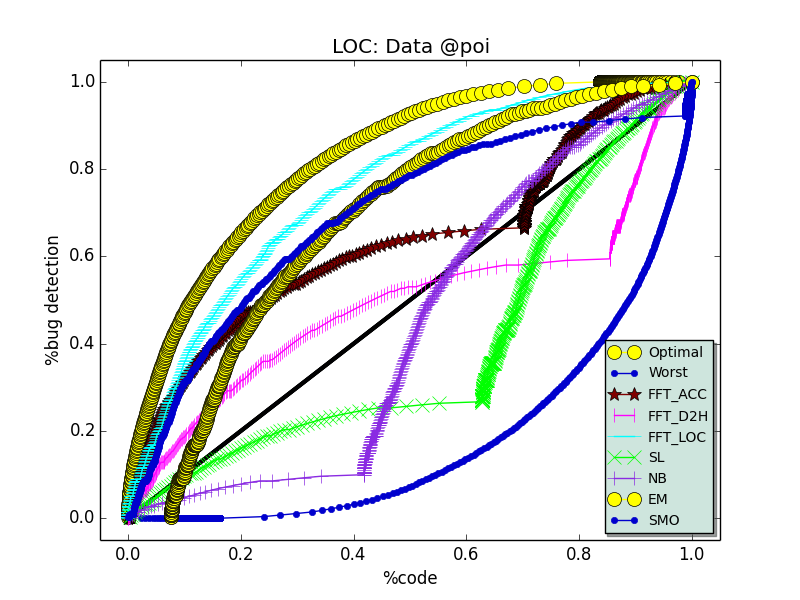 LOC: Data @poi
%bug detection
1.0
0.8
0.6
0.4
0.2
0.0
0.0 0.2 0.4 0.6 0.8 1.0
%code
Optimal
Worst
FFT_ACC
FFT_D2H
FFT_LOC
SL
NB
EM
SMO